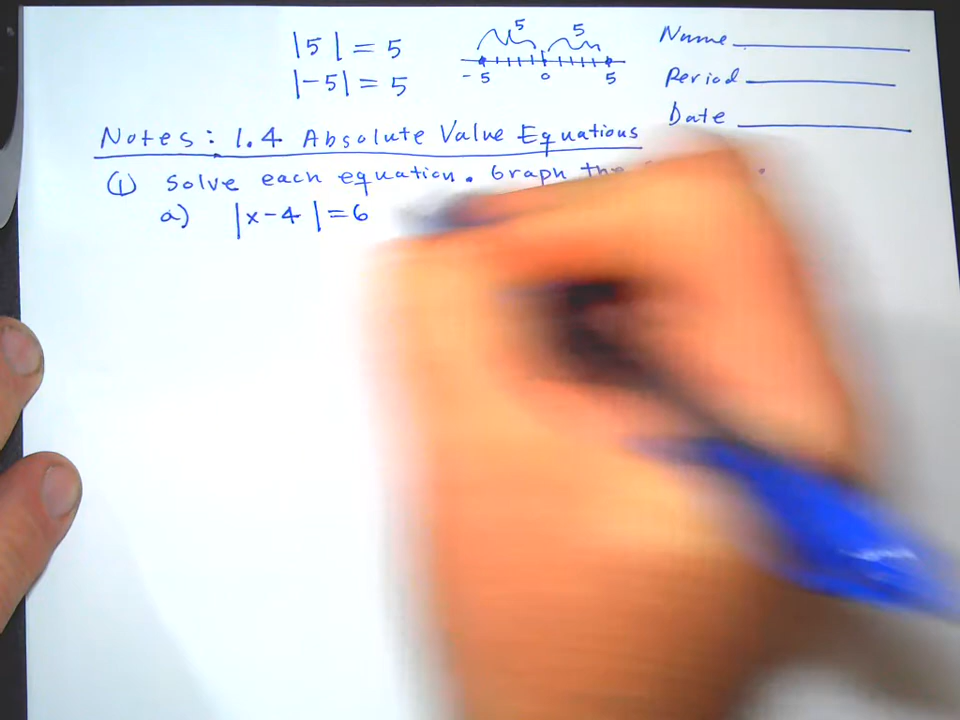 |5| = 5
|-5| = 5
5 5
-5 0 5
Name
Period
Date
Notes: 1.4 Absolute Value Equations
① Solve each equation. Graph the
a) |x-4| = 6